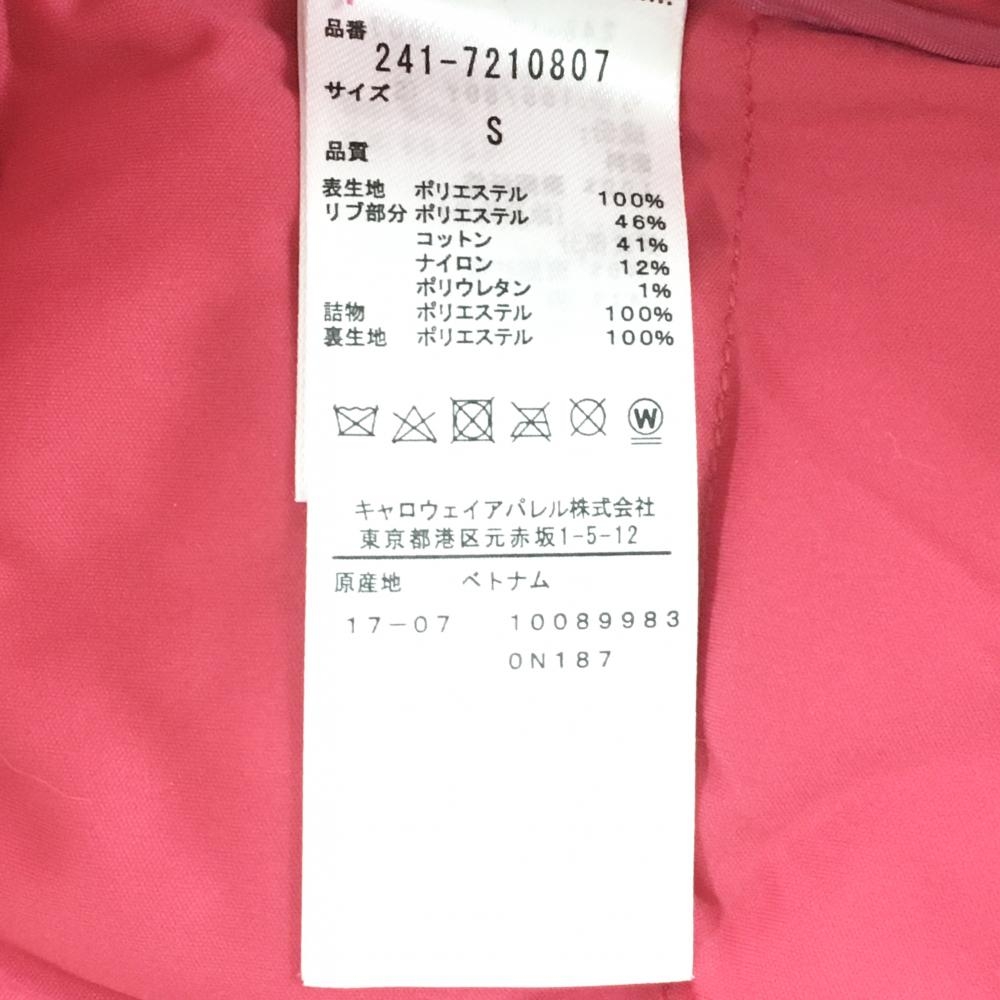 品番
241-7210807
サイズ
S
品質
表生地 ポリエステル 100%
リブ部分 ポリエステル 46%
コットン 41%
ナイロン 12%
ポリウレタン 1%
詰物 ポリエステル 100%
裏生地 ポリエステル 100%
W
キャロウェイアパレル株式会社
東京都港区元赤坂1-5-12
原産地 ベトナム
17-07 10089983
0N187